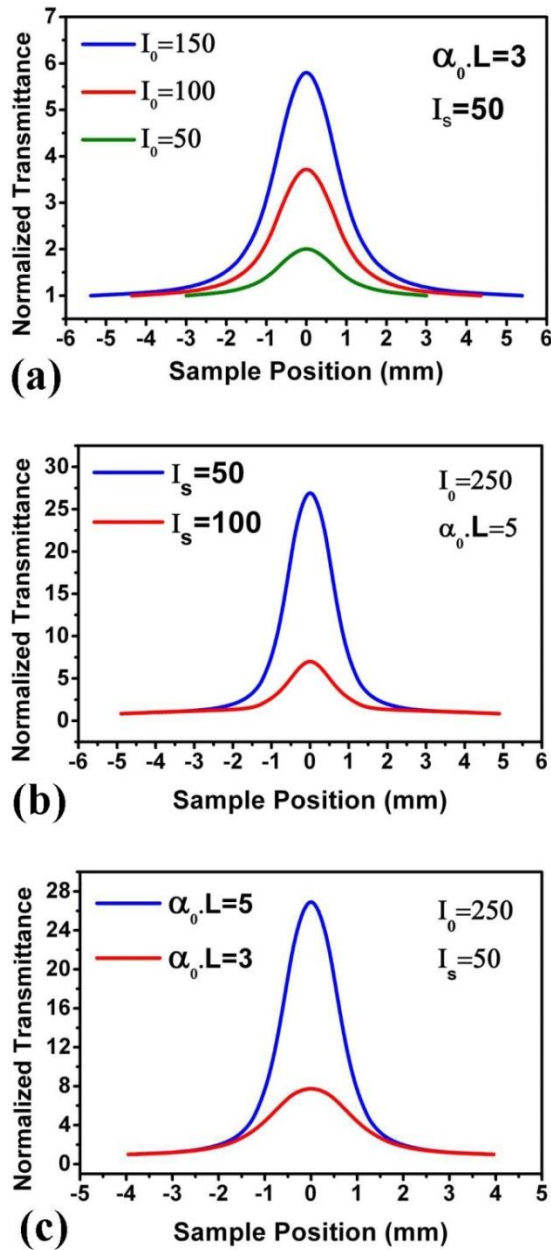 7
6
5
4
3
2
1
Normalized Transmittance
I₀=150
I₀=100
I₀=50
α₀.L=3
Iₛ=50
-6 -5 -4 -3 -2 -1 0 1 2 3 4 5 6
Sample Position (mm)
(a)
30
25
20
15
10
5
0
Normalized Transmittance
Iₛ=50
Iₛ=100
I₀=250
α₀.L=5
-6 -5 -4 -3 -2 -1 0 1 2 3 4 5 6
Sample Position (mm)
(b)
28
24
20
16
12
8
4
0
Normalized Transmittance
α₀.L=5
α₀.L=3
I₀=250
Iₛ=50
-5 -4 -3 -2 -1 0 1 2 3 4 5
Sample Position (mm)
(c)